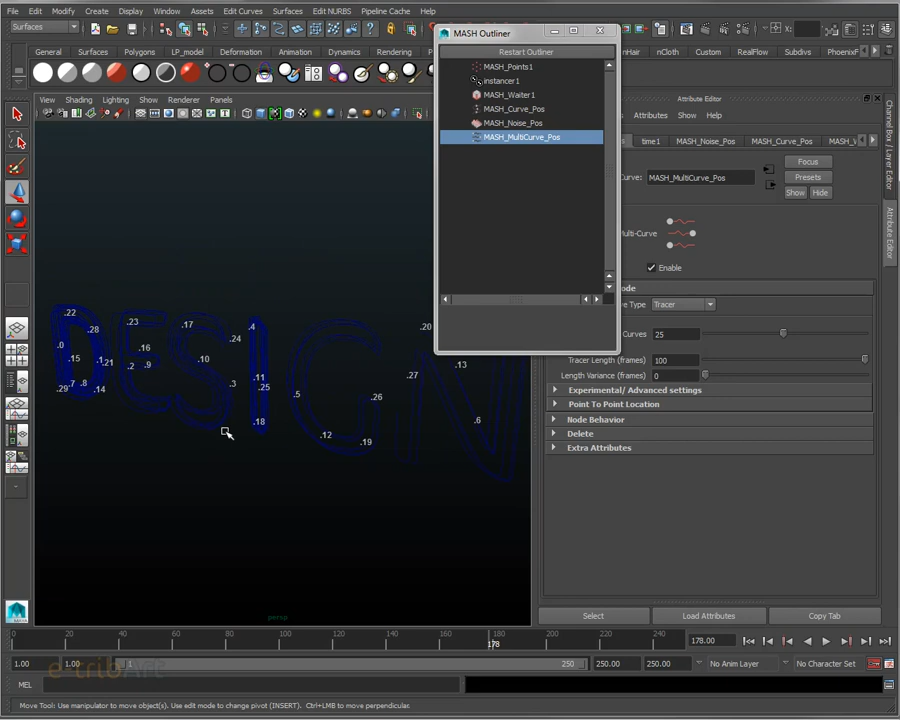 File Edit Modify Create Display Window Assets Edit Curves Surfaces Edit NURBS Pipeline Cache
MASH Outliner
Surfaces
General Surfaces Polygons LP_model Deformation Animation Dynamics Rendering
nCloth Custom Rendering RealFlow Subdivs PhoenixF
Restart Outliner
MASH_Points1
instancer1
MASH_Waiter1
MASH_Curve_Pos
MASH_Noise_Pos
MASH_MultiCurve_Pos
View Shading Lighting Show Renderer Panels
Attribute Editor
Attributes Show Help
time1 MASH_Noise_Pos MASH_Curve_Pos MASH_V
Curve: MASH_MultiCurve_Pos
Focus
Presets
Show Hide
Multi-Curve
Enable
ode
e Type Tracer
Curves 25
Tracer Length (frames) 100
Length Variance (frames) 0
Experimental/ Advanced settings
Point To Point Location
Node Behavior
Delete
Extra Attributes
Channel Box / Layer Editor
Attribute Editor
DESIGN
.22 .28 .0 .15 .1 .21 .29 .7 .8 .14
.23 .16 .2 .9
.17 .24 .10 .3
.4 .11 .25 .18
.5 .26 .12 .19
.20 .27 .13 .6
persp
Select Load Attributes Copy Tab
0 20 40 60 80 100 120 140 160 178 200 220 240 178.00
1.00 1.00 1 250 250.00 250.00 No Anim Layer No Character Set
e-tribArt
MEL
Move Tool: Use manipulator to move object(s). Use edit mode to change pivot (INSERT). Ctrl+LMB to move perpendicular.